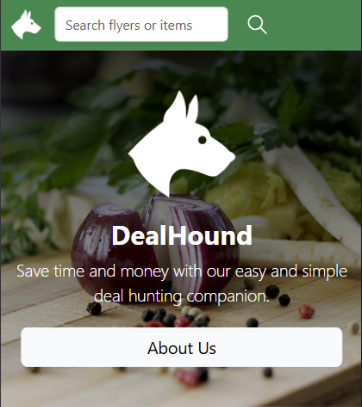 Search flyers or items
DealHound
Save time and money with our easy and simple
deal hunting companion.
About Us